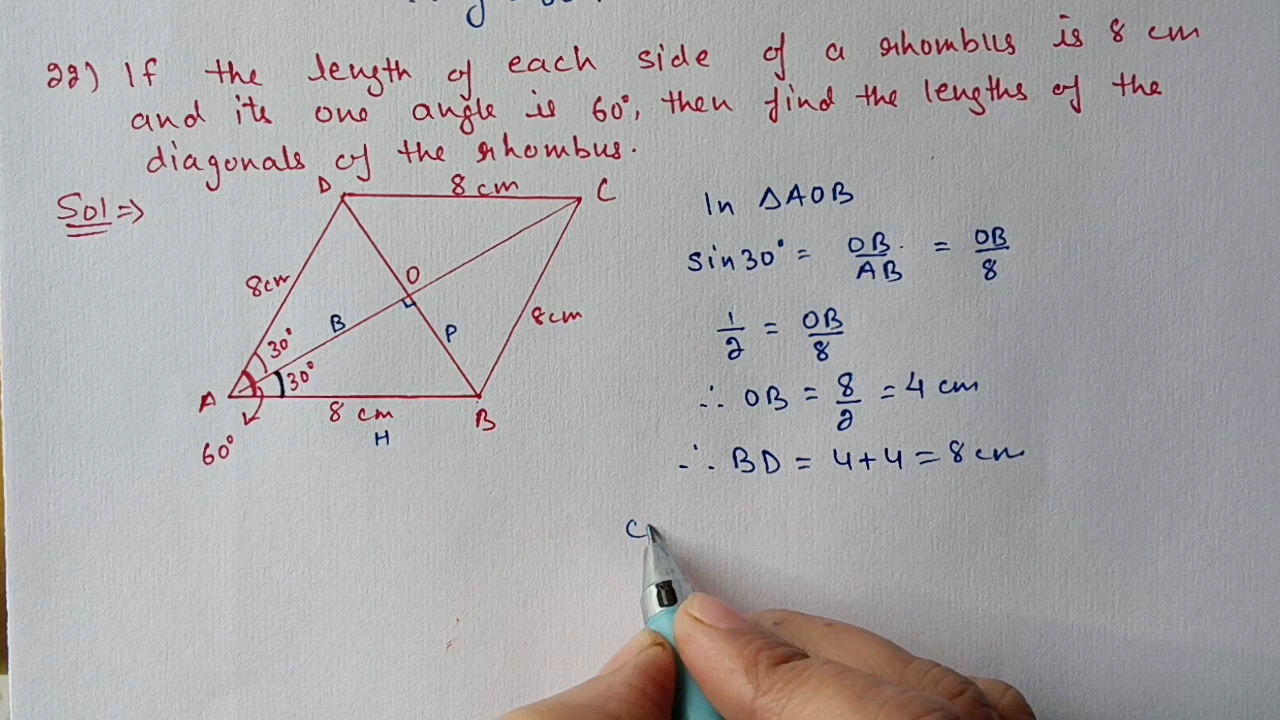 22) If the length of each side of a rhombus is 8 cm
and its one angle is 60°, then find the lengths of the
diagonals of the rhombus.
Sol⇒
D
8 cm
C
8cm
O
B
P
8cm
30°
30°
A
8 cm
B
H
60°
In △AOB
sin30° = OB/AB = OB/8
1/2 = OB/8
∴ OB = 8/2 = 4 cm
∴ BD = 4+4 = 8 cm
C